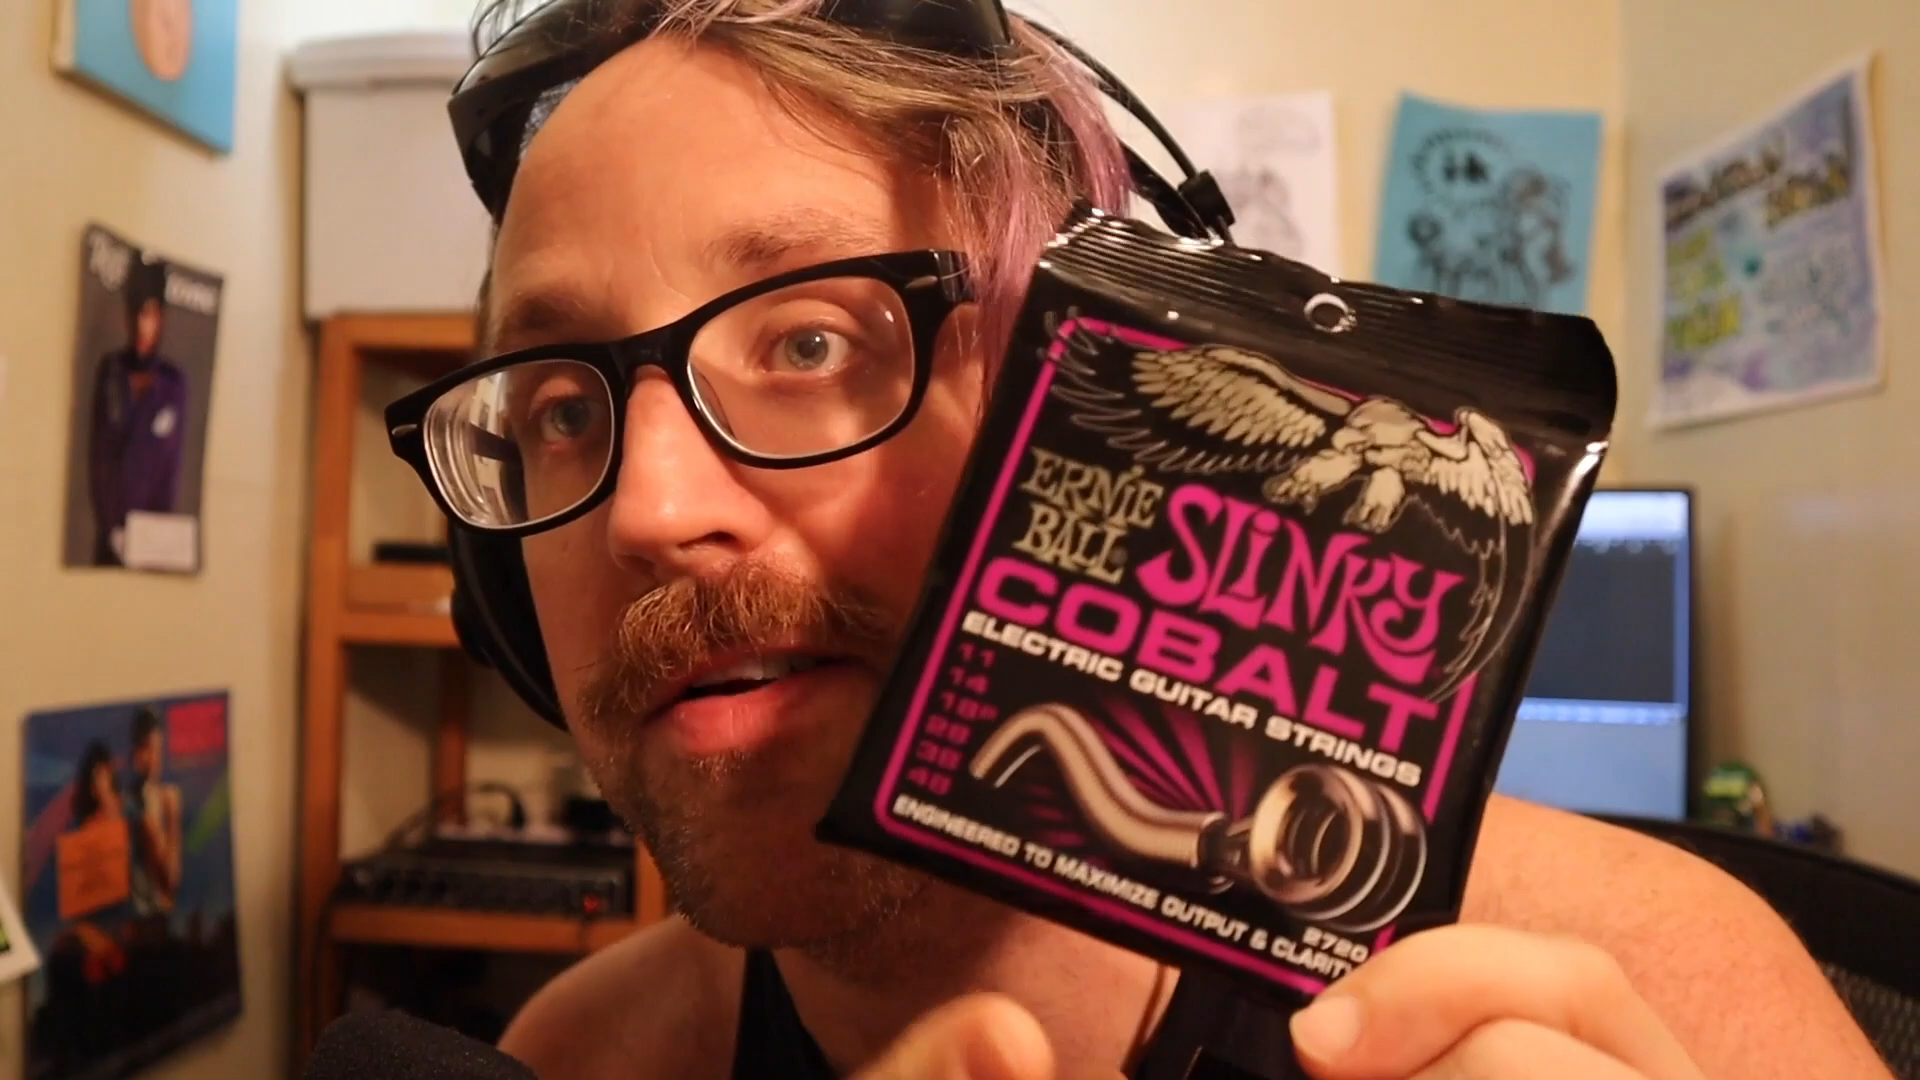 ERNIE
BALL
SLINKY
COBALT
ELECTRIC GUITAR STRINGS
11
14
18P
28
38
48
ENGINEERED TO MAXIMIZE OUTPUT & CLARITY
2720